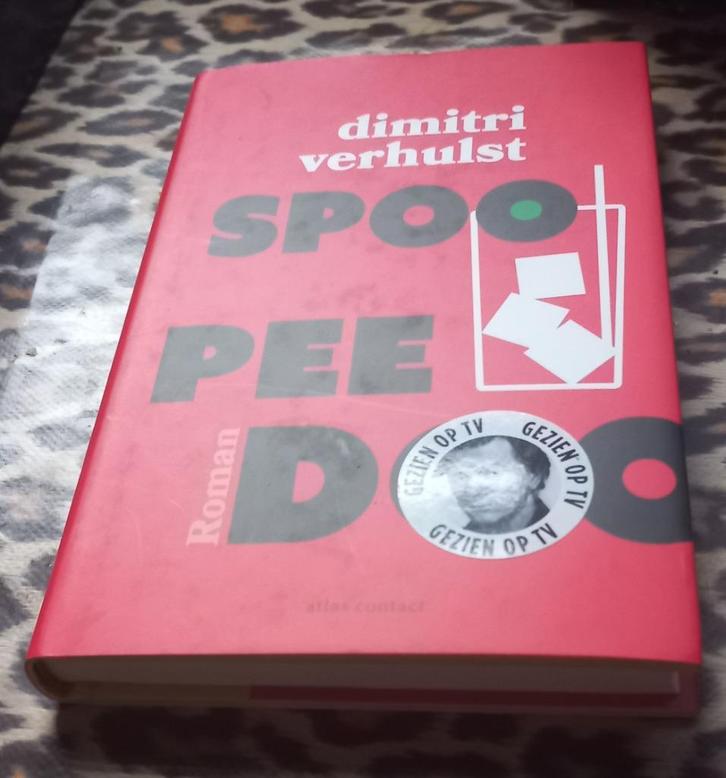 dimitri
verhulst
SPOO
PEE
DOO
Roman
GEZIEN OP TV
GEZIEN OP TV
GEZIEN OP TV
atlas contact